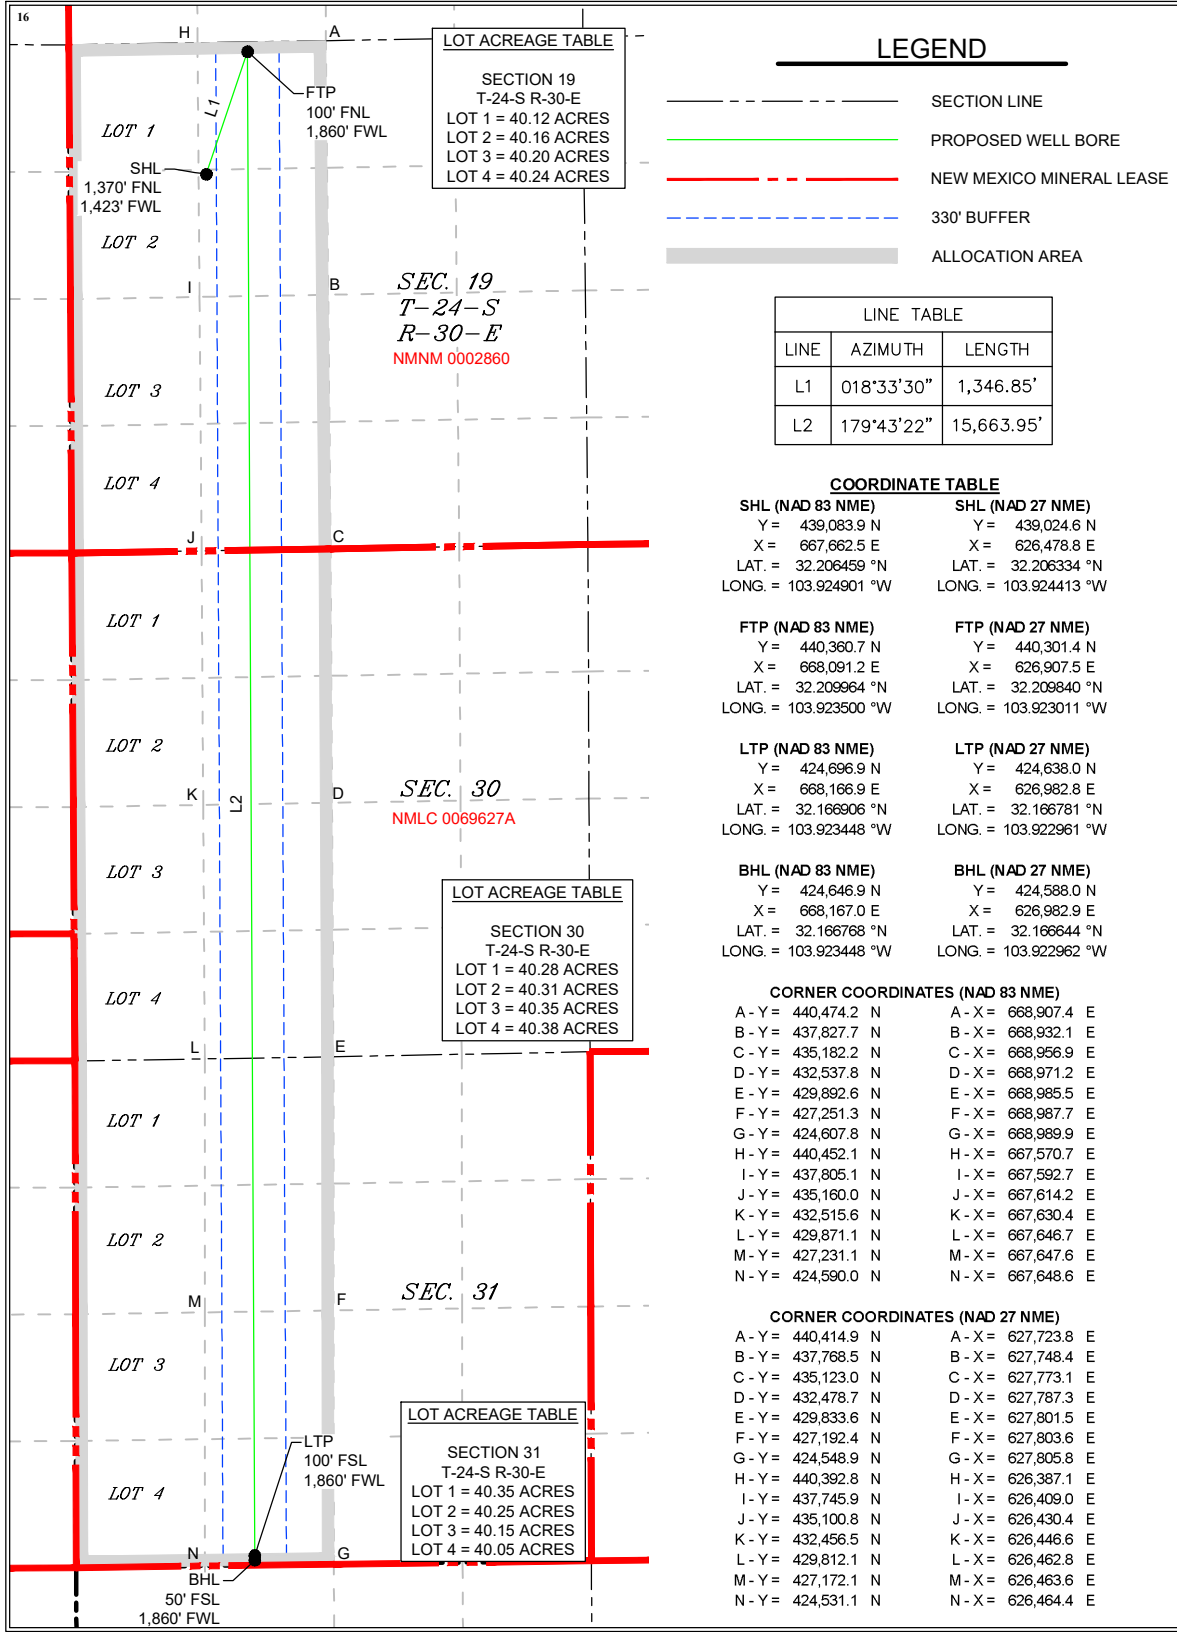 16
H
A
L1
FTP
100' FNL
1,860' FWL
LOT 1
SHL
1,370' FNL
1,423' FWL
LOT 2
I
B
LOT 3
LOT 4
J
C
LOT 1
LOT 2
K
D
L2
LOT 3
LOT 4
L
E
LOT 1
LOT 2
M
F
LOT 3
LTP
100' FSL
1,860' FWL
LOT 4
N
G
BHL
50' FSL
1,860' FWL
LOT ACREAGE TABLE
SECTION 19
T-24-S R-30-E
LOT 1 = 40.12 ACRES
LOT 2 = 40.16 ACRES
LOT 3 = 40.20 ACRES
LOT 4 = 40.24 ACRES
SEC. 19
T-24-S
R-30-E
NMNM 0002860
SEC. 30
NMLC 0069627A
LOT ACREAGE TABLE
SECTION 30
T-24-S R-30-E
LOT 1 = 40.28 ACRES
LOT 2 = 40.31 ACRES
LOT 3 = 40.35 ACRES
LOT 4 = 40.38 ACRES
SEC. 31
LOT ACREAGE TABLE
SECTION 31
T-24-S R-30-E
LOT 1 = 40.35 ACRES
LOT 2 = 40.25 ACRES
LOT 3 = 40.15 ACRES
LOT 4 = 40.05 ACRES
LEGEND
SECTION LINE
PROPOSED WELL BORE
NEW MEXICO MINERAL LEASE
330' BUFFER
ALLOCATION AREA
LINE TABLE
LINE AZIMUTH LENGTH
L1 018°33'30" 1,346.85'
L2 179°43'22" 15,663.95'
COORDINATE TABLE
SHL (NAD 83 NME) SHL (NAD 27 NME)
Y = 439,083.9 N Y = 439,024.6 N
X = 667,662.5 E X = 626,478.8 E
LAT. = 32.206459 °N LAT. = 32.206334 °N
LONG. = 103.924901 °W LONG. = 103.924413 °W
FTP (NAD 83 NME) FTP (NAD 27 NME)
Y = 440,360.7 N Y = 440,301.4 N
X = 668,091.2 E X = 626,907.5 E
LAT. = 32.209964 °N LAT. = 32.209840 °N
LONG. = 103.923500 °W LONG. = 103.923011 °W
LTP (NAD 83 NME) LTP (NAD 27 NME)
Y = 424,696.9 N Y = 424,638.0 N
X = 668,166.9 E X = 626,982.8 E
LAT. = 32.166906 °N LAT. = 32.166781 °N
LONG. = 103.923448 °W LONG. = 103.922961 °W
BHL (NAD 83 NME) BHL (NAD 27 NME)
Y = 424,646.9 N Y = 424,588.0 N
X = 668,167.0 E X = 626,982.9 E
LAT. = 32.166768 °N LAT. = 32.166644 °N
LONG. = 103.923448 °W LONG. = 103.922962 °W
CORNER COORDINATES (NAD 83 NME)
A - Y = 440,474.2 N A - X = 668,907.4 E
B - Y = 437,827.7 N B - X = 668,932.1 E
C - Y = 435,182.2 N C - X = 668,956.9 E
D - Y = 432,537.8 N D - X = 668,971.2 E
E - Y = 429,892.6 N E - X = 668,985.5 E
F - Y = 427,251.3 N F - X = 668,987.7 E
G - Y = 424,607.8 N G - X = 668,989.9 E
H - Y = 440,452.1 N H - X = 667,570.7 E
I - Y = 437,805.1 N I - X = 667,592.7 E
J - Y = 435,160.0 N J - X = 667,614.2 E
K - Y = 432,515.6 N K - X = 667,630.4 E
L - Y = 429,871.1 N L - X = 667,646.7 E
M - Y = 427,231.1 N M - X = 667,647.6 E
N - Y = 424,590.0 N N - X = 667,648.6 E
CORNER COORDINATES (NAD 27 NME)
A - Y = 440,414.9 N A - X = 627,723.8 E
B - Y = 437,768.5 N B - X = 627,748.4 E
C - Y = 435,123.0 N C - X = 627,773.1 E
D - Y = 432,478.7 N D - X = 627,787.3 E
E - Y = 429,833.6 N E - X = 627,801.5 E
F - Y = 427,192.4 N F - X = 627,803.6 E
G - Y = 424,548.9 N G - X = 627,805.8 E
H - Y = 440,392.8 N H - X = 626,387.1 E
I - Y = 437,745.9 N I - X = 626,409.0 E
J - Y = 435,100.8 N J - X = 626,430.4 E
K - Y = 432,456.5 N K - X = 626,446.6 E
L - Y = 429,812.1 N L - X = 626,462.8 E
M - Y = 427,172.1 N M - X = 626,463.6 E
N - Y = 424,531.1 N N - X = 626,464.4 E